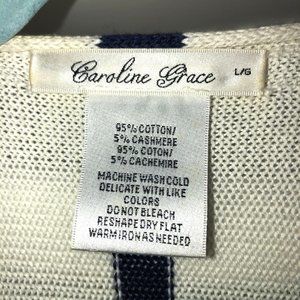 Caroline Grace
L/G
95% COTTON/
5% CASHMERE
95% COTON/
5% CACHEMIRE
MACHINE WASH COLD
DELICATE WITH LIKE
COLORS
DO NOT BLEACH
RESHAPE DRY FLAT
WARM IRON AS NEEDED